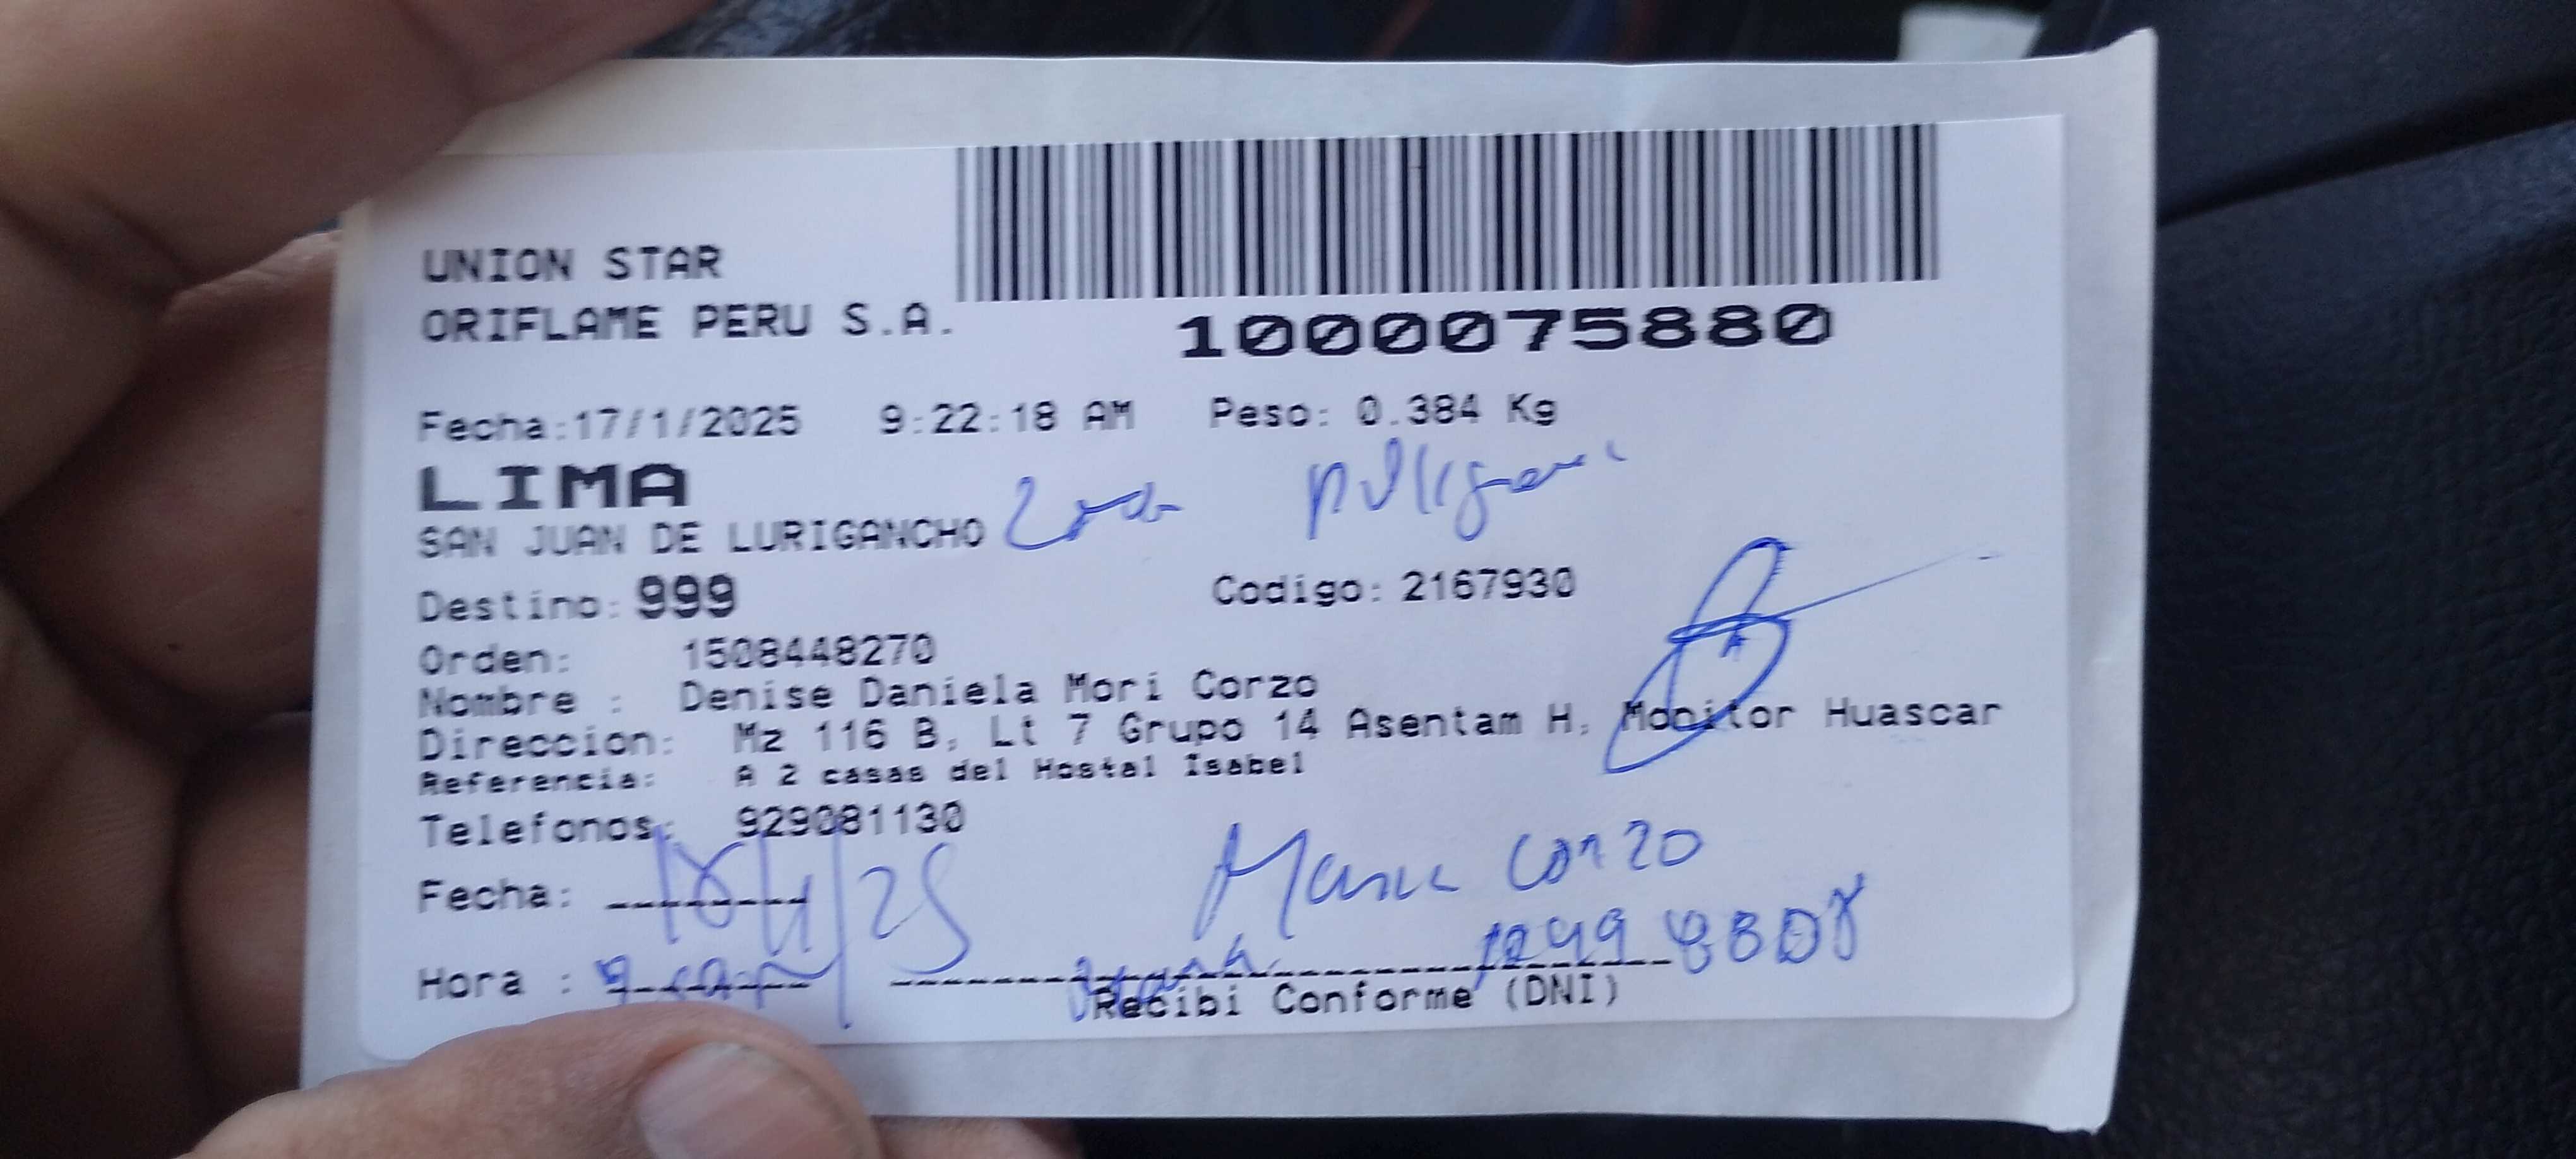 UNION STAR
ORIFLAME PERU S.A.
1000075880
Fecha:17/1/2025 9:22:18 AM Peso: 0.384 Kg
LIMA
SAN JUAN DE LURIGANCHO
Destino: 999 Codigo: 2167930
Orden: 1508448270
Nombre : Denise Daniela Mori Corzo
Direccion: Mz 116 B, Lt 7 Grupo 14 Asentam H. Monitor Huascar
Referencia: A 2 casas del Hostal Isabel
Telefonos: 929081130
Corzo
Fecha: 18/1/25
Hora :
Recibi Conforme (DNI)